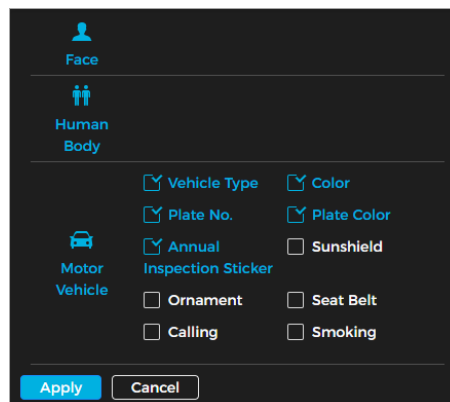 Face
Human
Body
Vehicle Type Color
Plate No. Plate Color
Annual Sunshield
Inspection Sticker
Motor
Vehicle
Ornament Seat Belt
Calling Smoking
Apply Cancel